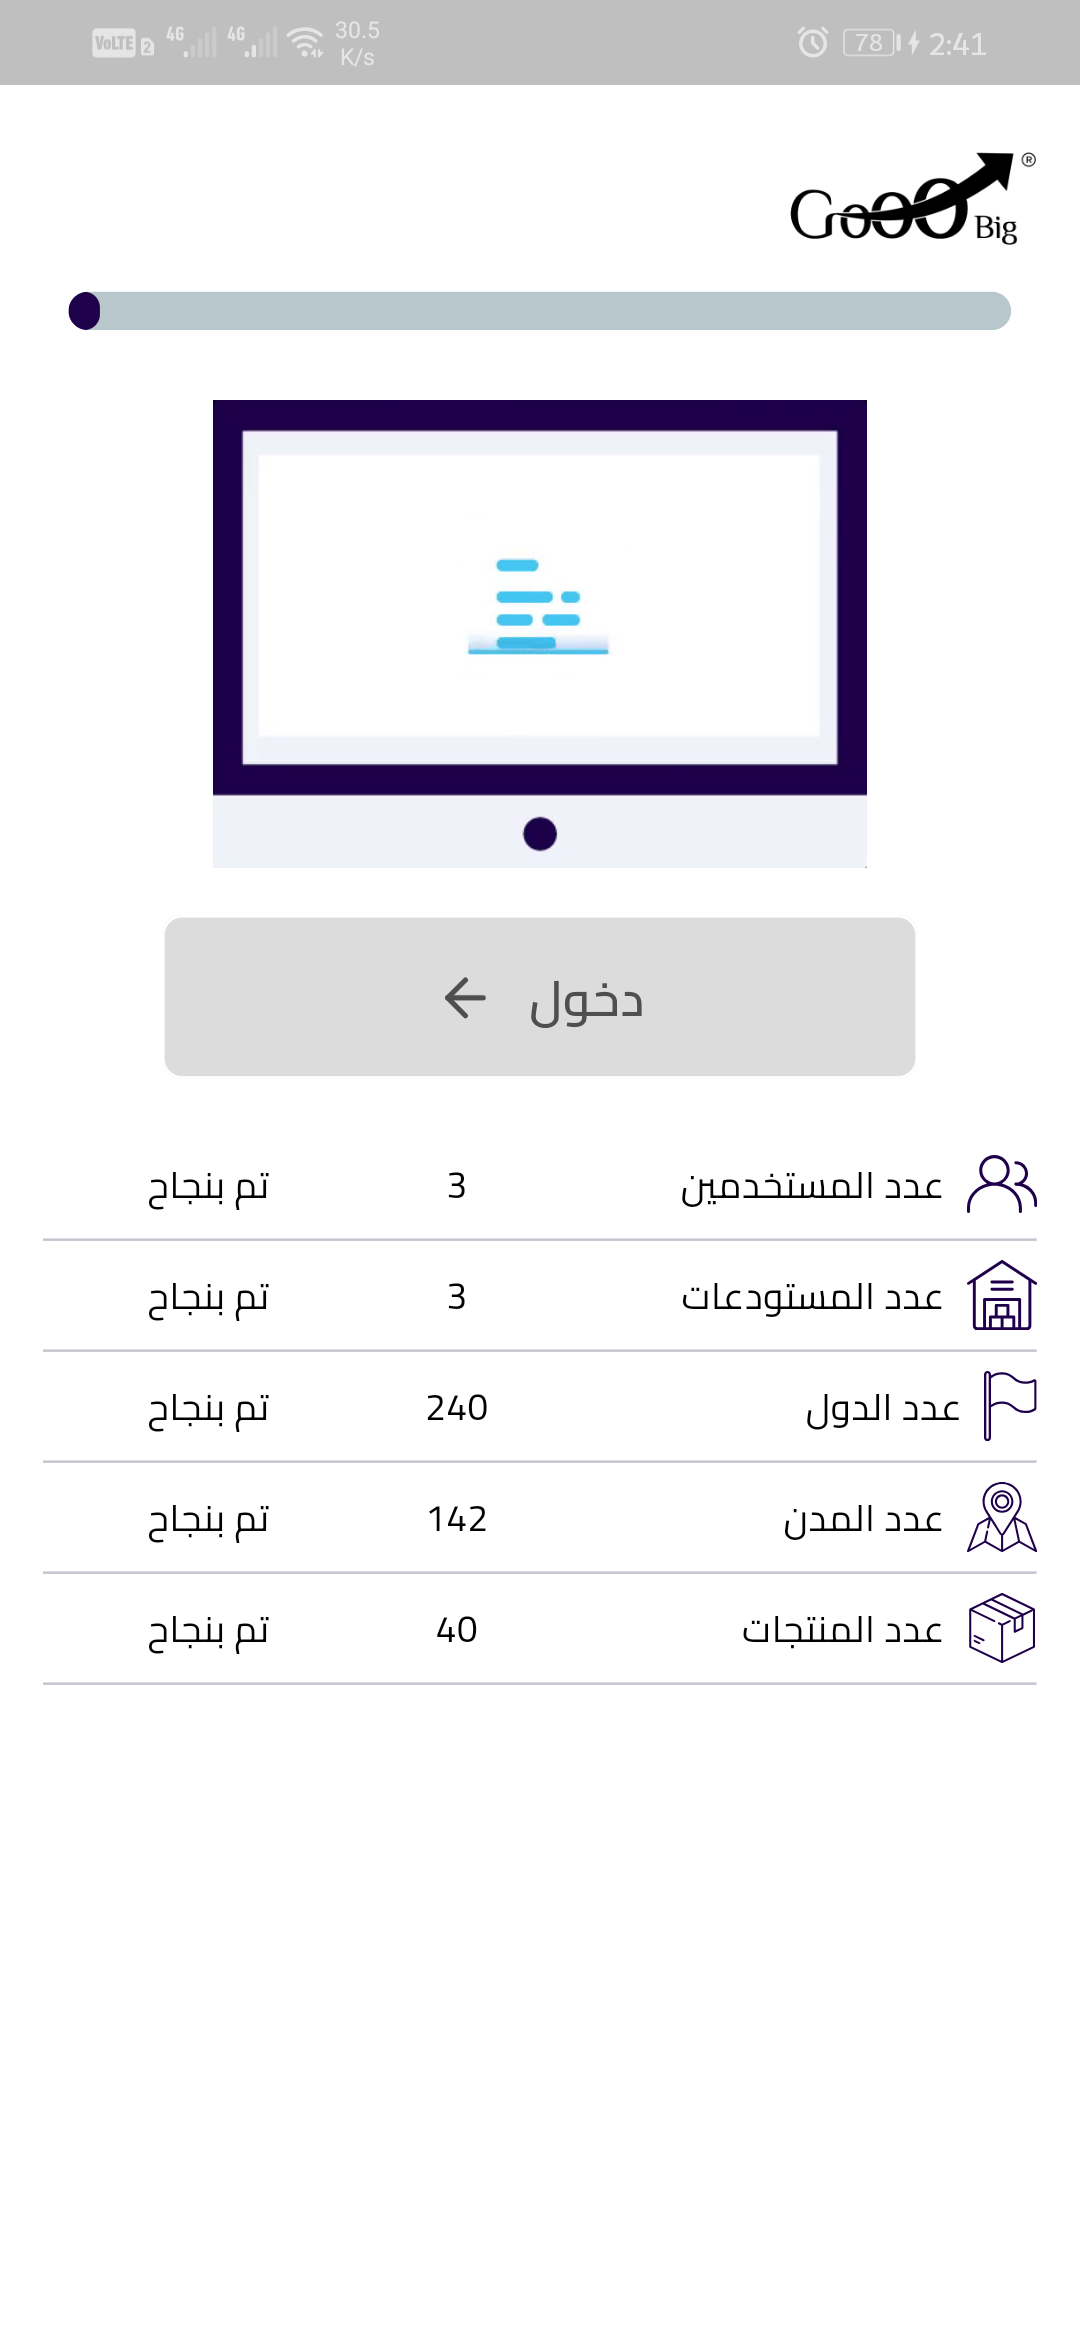 VoLTE 2 4G 4G 30.5 K/s 78 2:41
GoOO Big ®
دخول
عدد المستخدمين 3 تم بنجاح
عدد المستودعات 3 تم بنجاح
عدد الدول 240 تم بنجاح
عدد المدن 142 تم بنجاح
عدد المنتجات 40 تم بنجاح